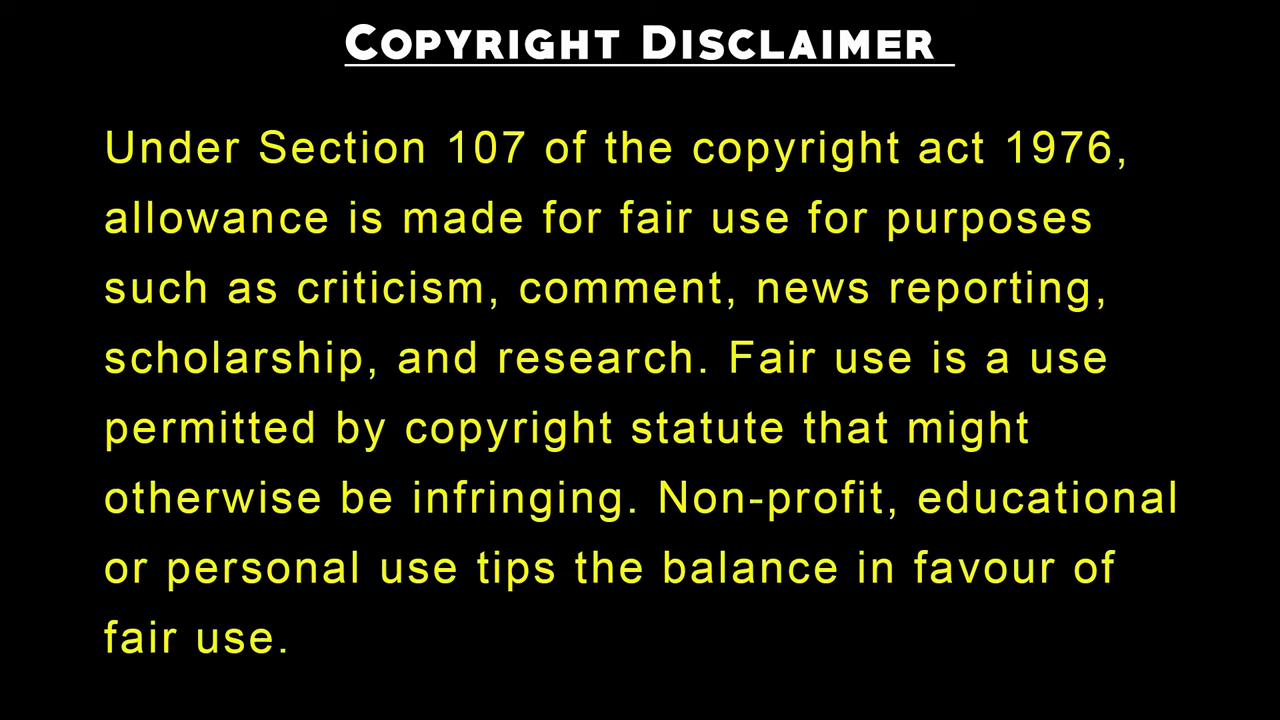 Copyright Disclaimer
Under Section 107 of the copyright act 1976,
allowance is made for fair use for purposes
such as criticism, comment, news reporting,
scholarship, and research. Fair use is a use
permitted by copyright statute that might
otherwise be infringing. Non-profit, educational
or personal use tips the balance in favour of
fair use.